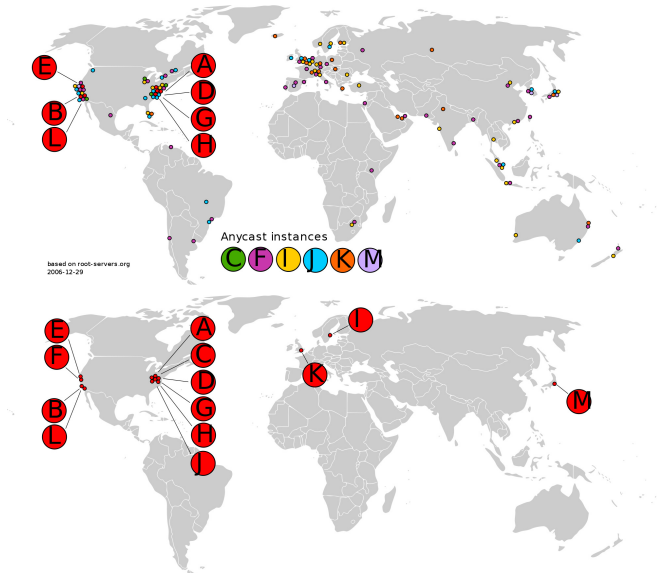 E
A
D
B
G
L
H
Anycast instances
C F I J K M
based on root-servers.org
2006-12-29
I
E
A
F
C
K
D
M
B
G
L
H
J